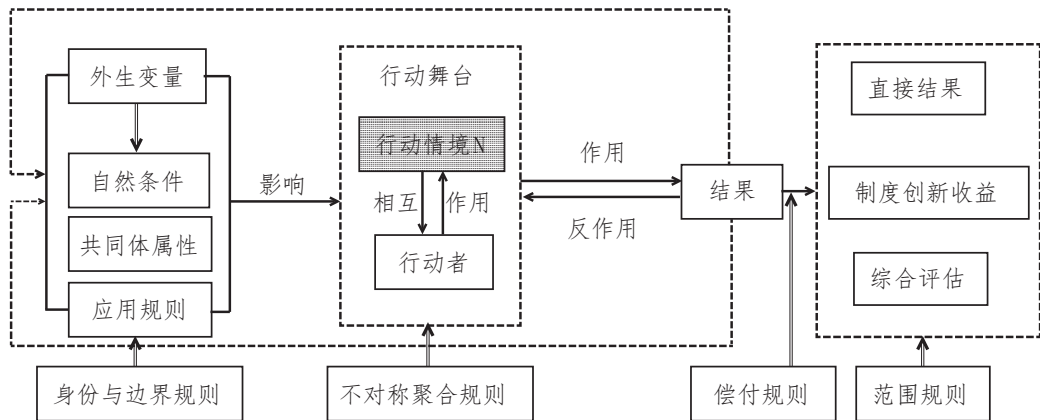 外生变量
自然条件
共同体属性
应用规则
影响
行动舞台
行动情境N
相互
作用
行动者
作用
反作用
结果
直接结果
制度创新收益
综合评估
身份与边界规则
不对称聚合规则
偿付规则
范围规则